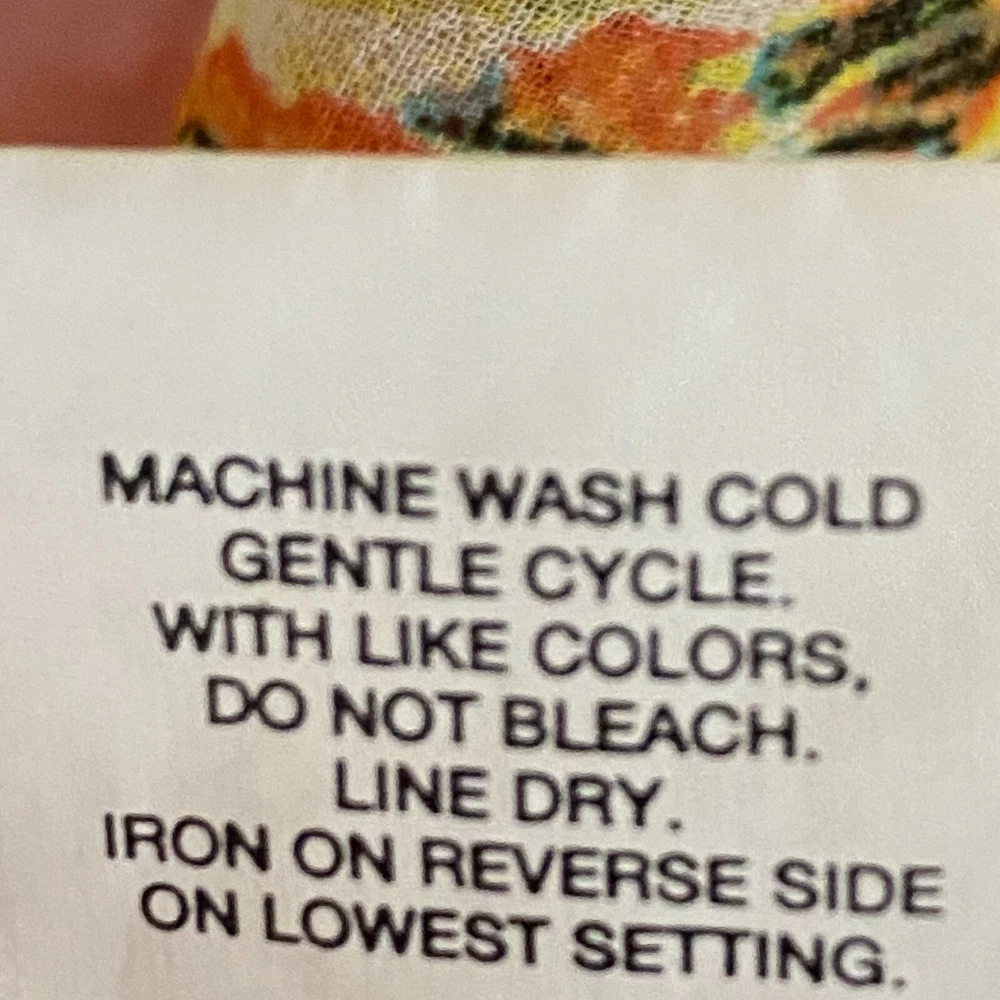 MACHINE WASH COLD
GENTLE CYCLE.
WITH LIKE COLORS,
DO NOT BLEACH.
LINE DRY.
IRON ON REVERSE SIDE
ON LOWEST SETTING.